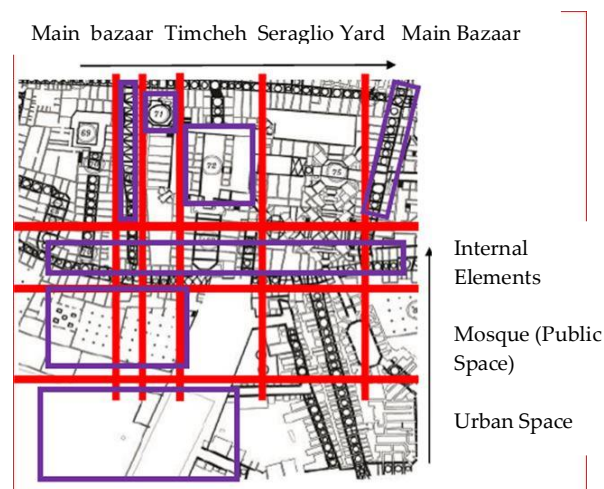 Main bazaar Timcheh Seraglio Yard Main Bazaar
69
71
72
75
Internal
Elements
Mosque (Public
Space)
Urban Space